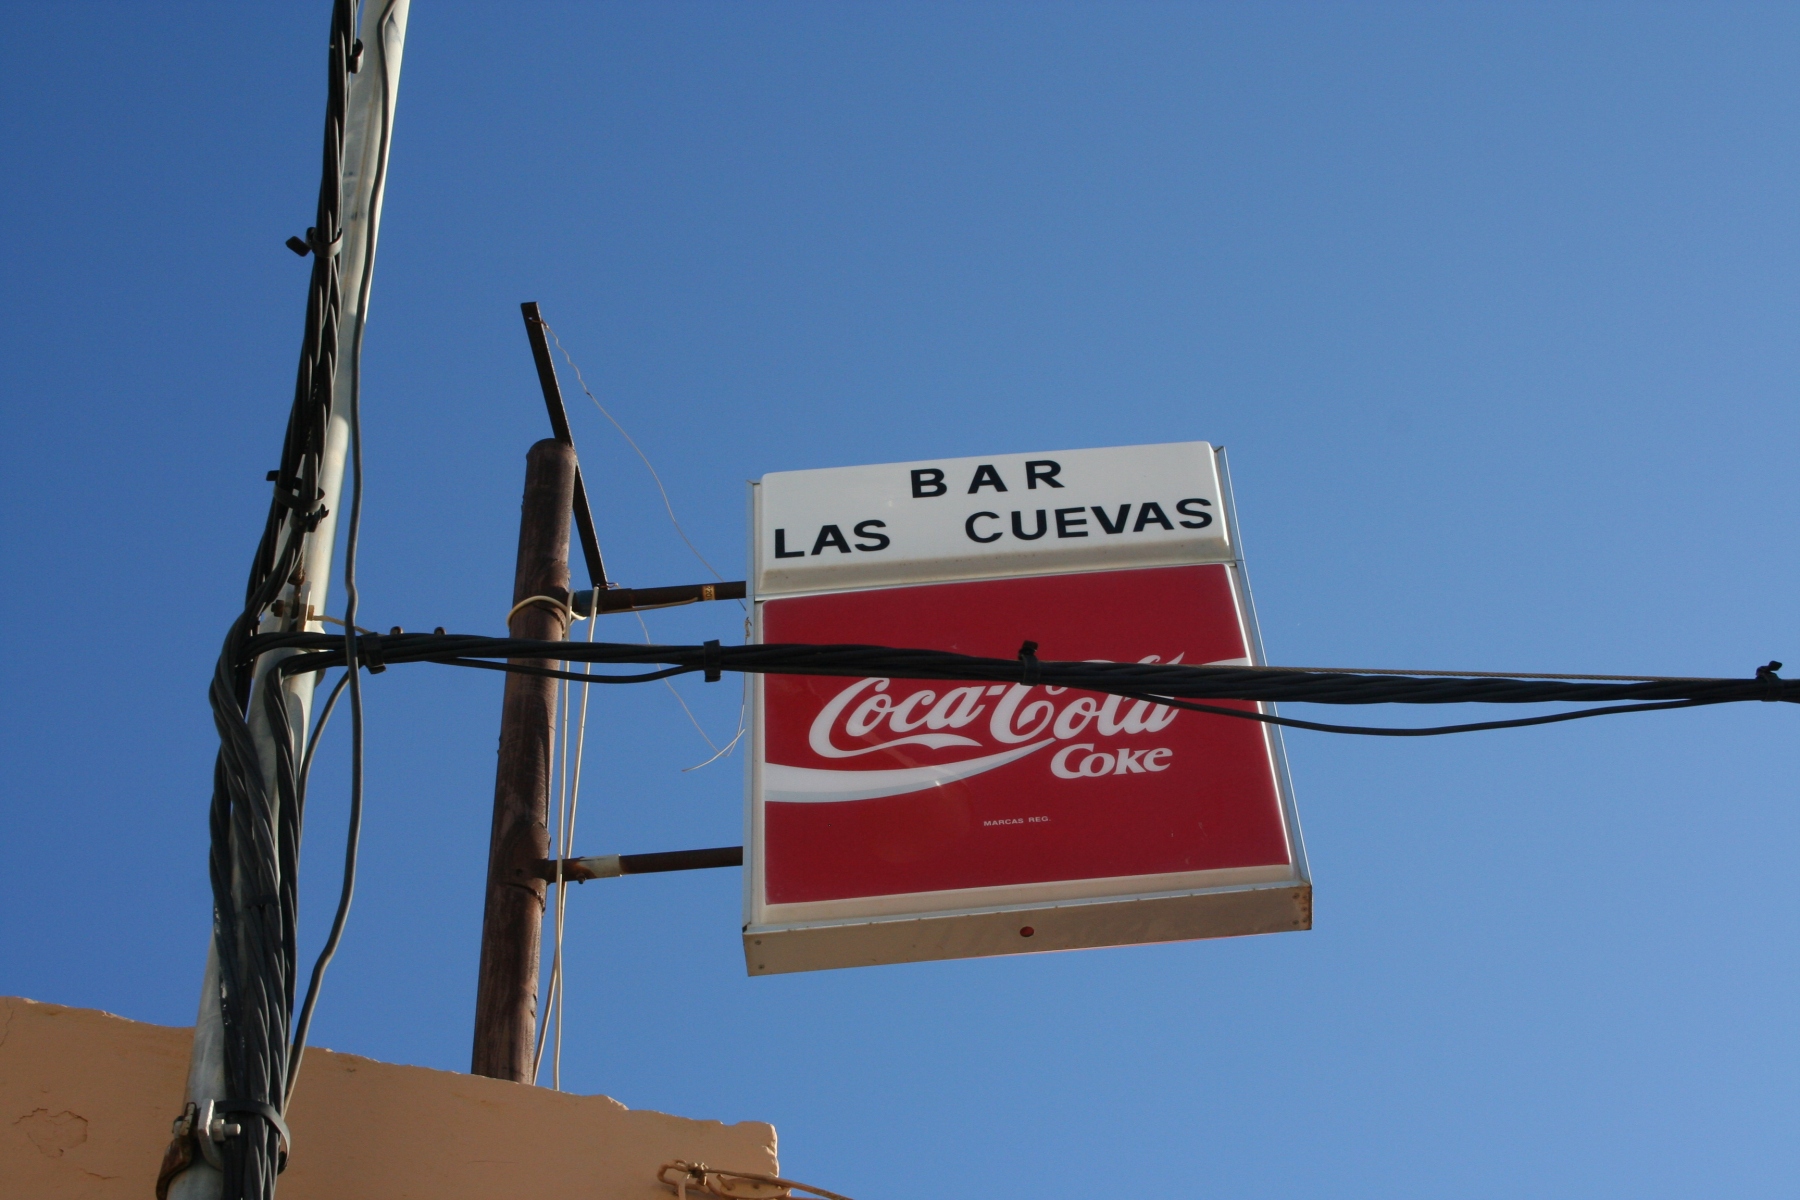 BAR
LAS CUEVAS
Coca-Cola
Coke
MARCAS REG.